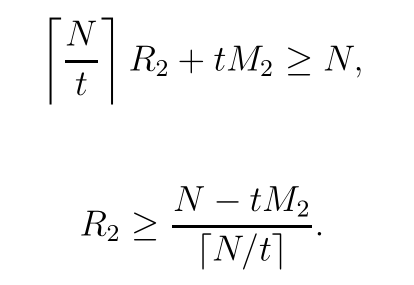 ⌈N/t⌉ R₂ + tM₂ ≥ N,
R₂ ≥ (N − tM₂)/⌈N/t⌉.